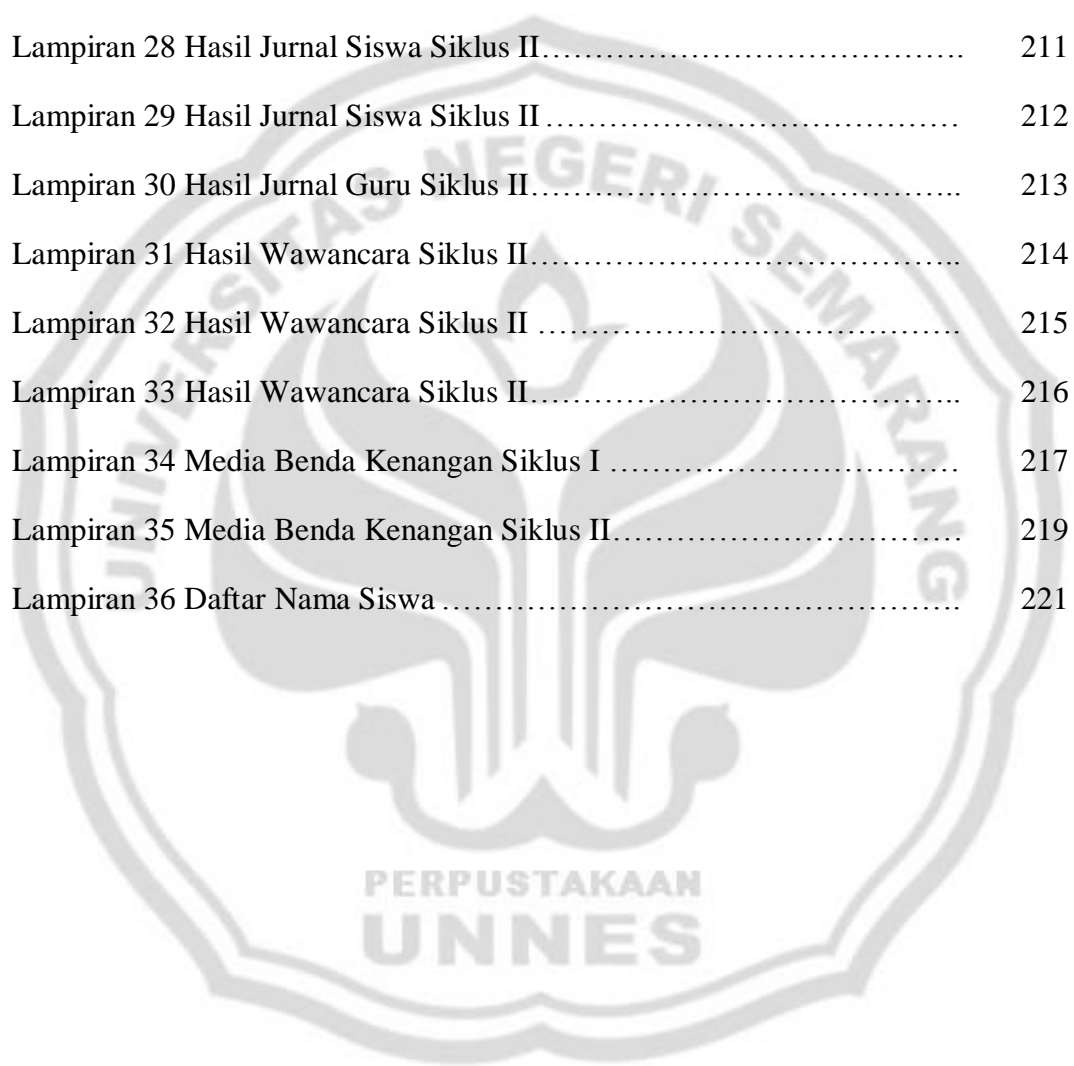 Lampiran 28 Hasil Jurnal Siswa Siklus II…………………………………. 211
Lampiran 29 Hasil Jurnal Siswa Siklus II………………………………… 212
Lampiran 30 Hasil Jurnal Guru Siklus II………………………………….. 213
Lampiran 31 Hasil Wawancara Siklus II………………………………….. 214
Lampiran 32 Hasil Wawancara Siklus II …………………………………. 215
Lampiran 33 Hasil Wawancara Siklus II………………………………….. 216
Lampiran 34 Media Benda Kenangan Siklus I …………………………… 217
Lampiran 35 Media Benda Kenangan Siklus II…………………………… 219
Lampiran 36 Daftar Nama Siswa…………………………………………. 221
UNIVERSITAS NEGERI SEMARANG
PERPUSTAKAAN
UNNES